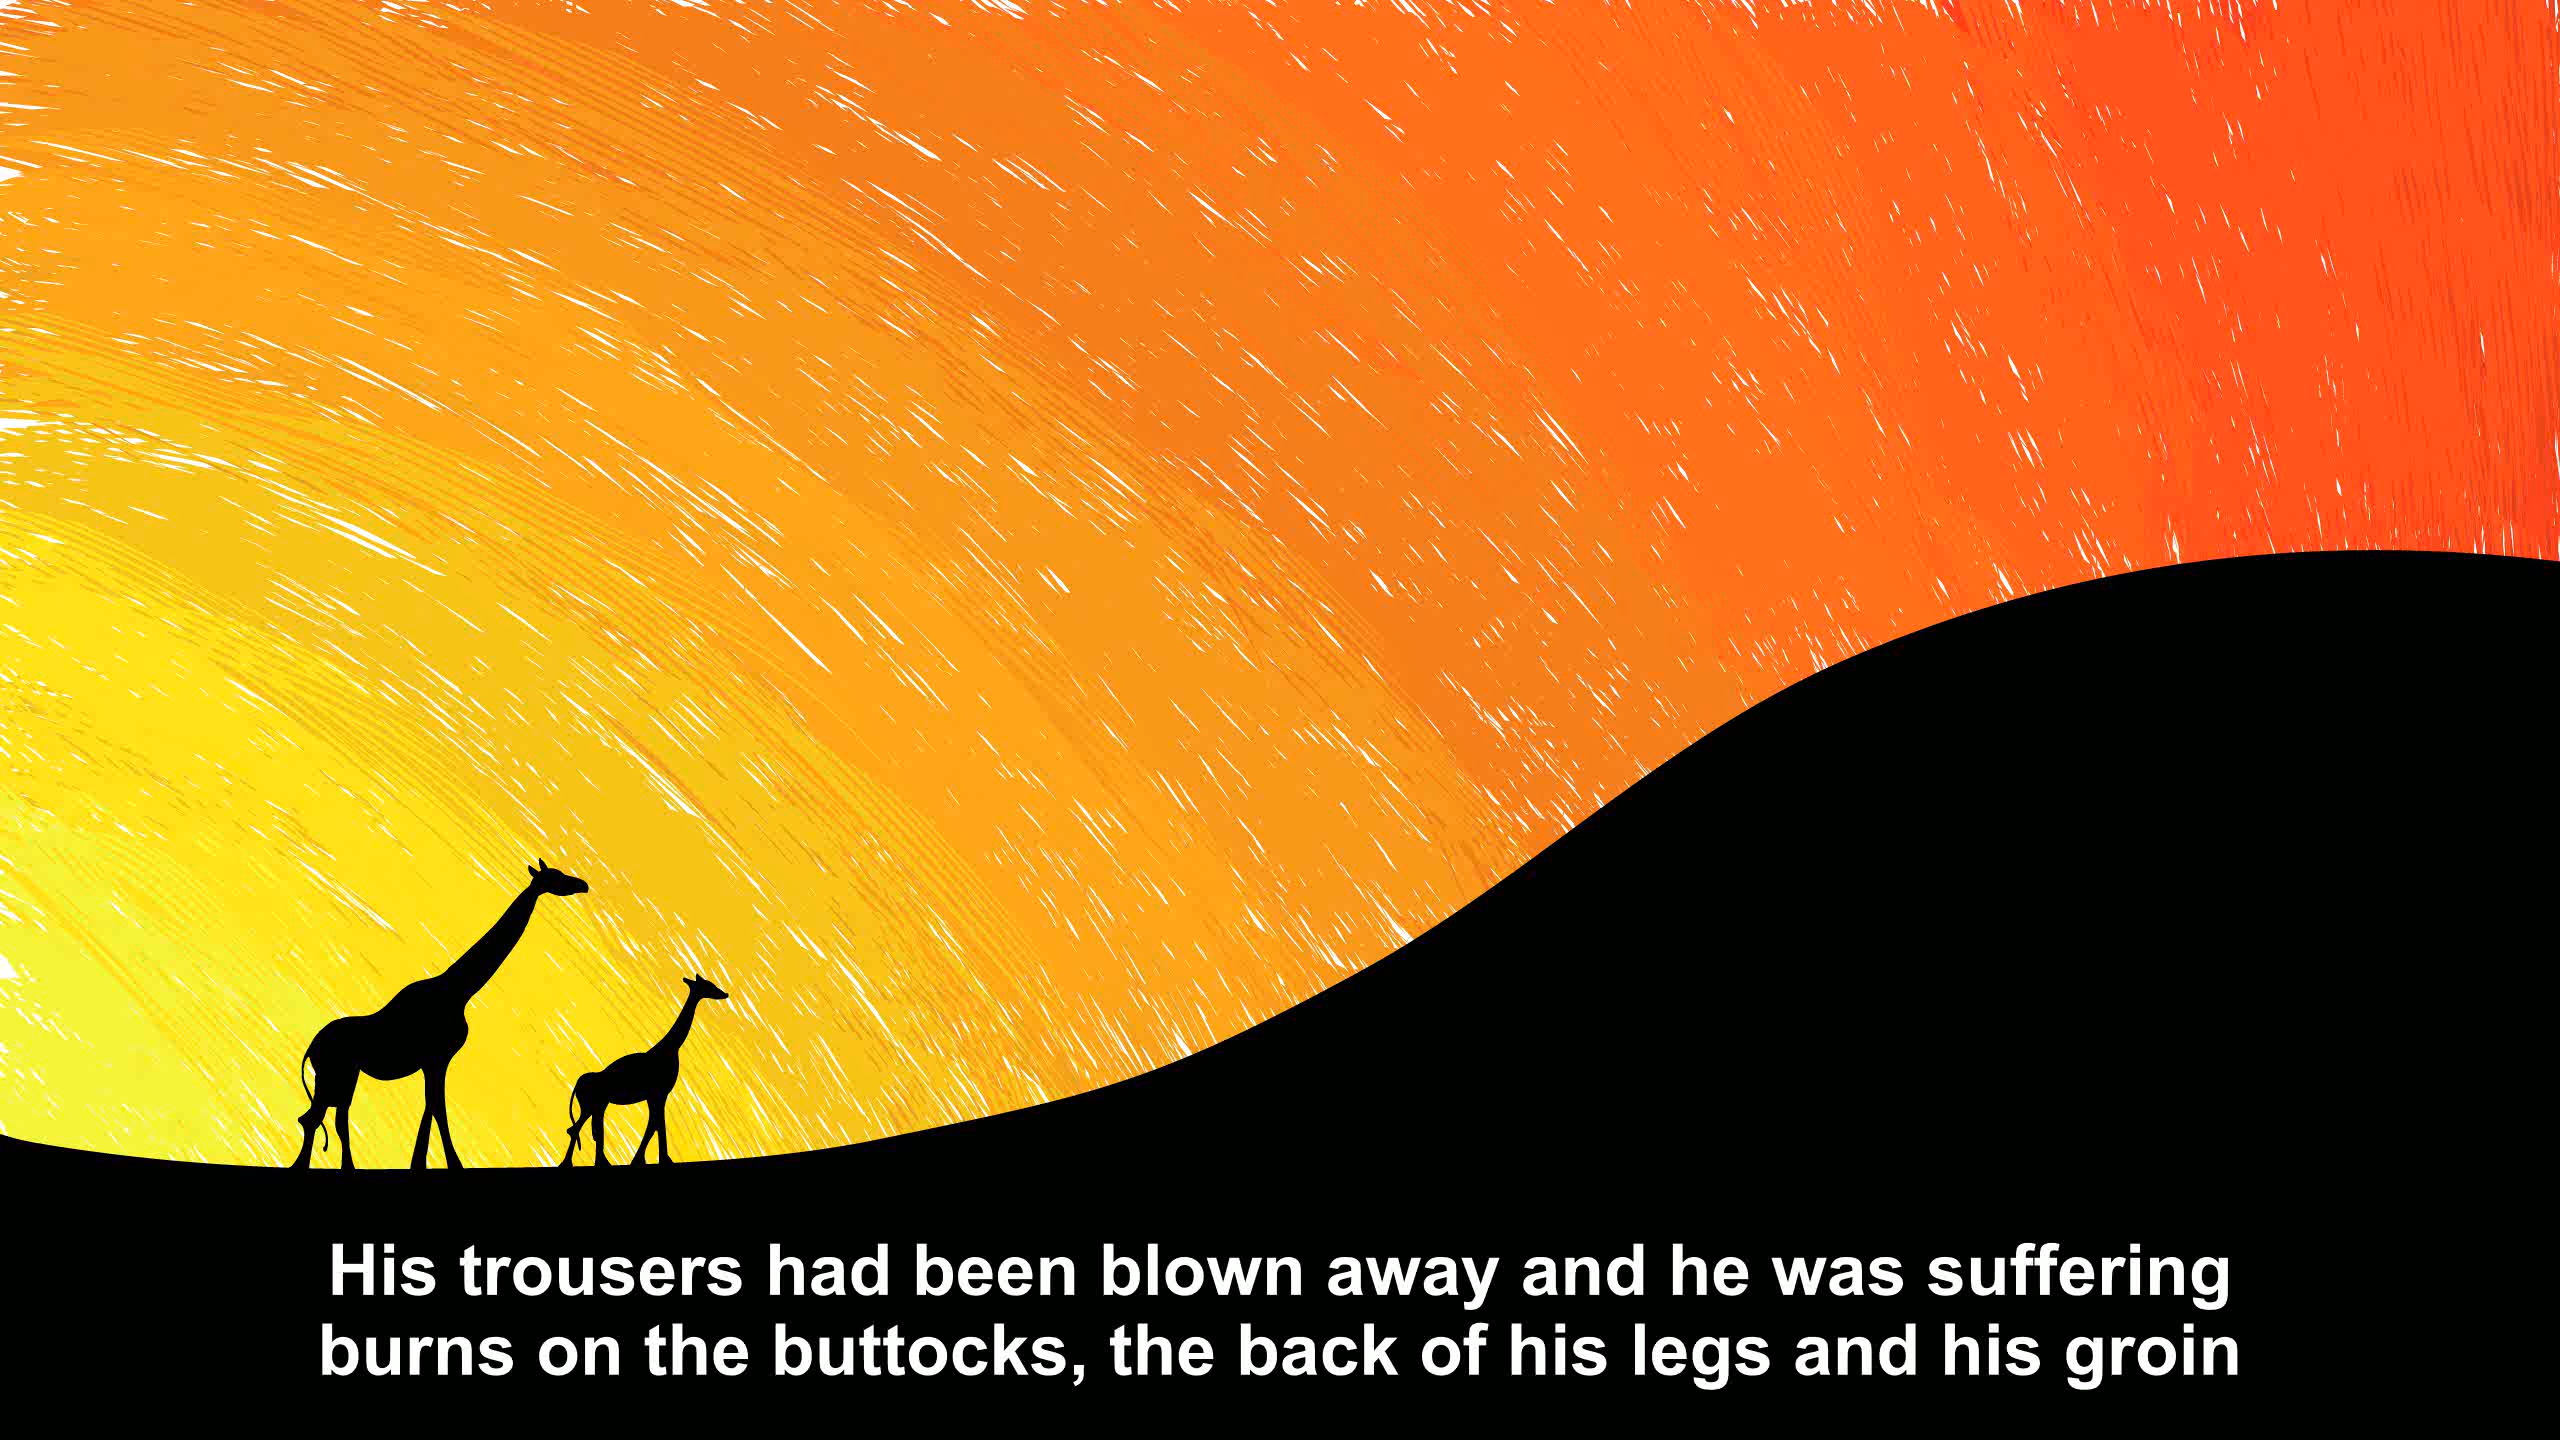 His trousers had been blown away and he was suffering
burns on the buttocks, the back of his legs and his groin